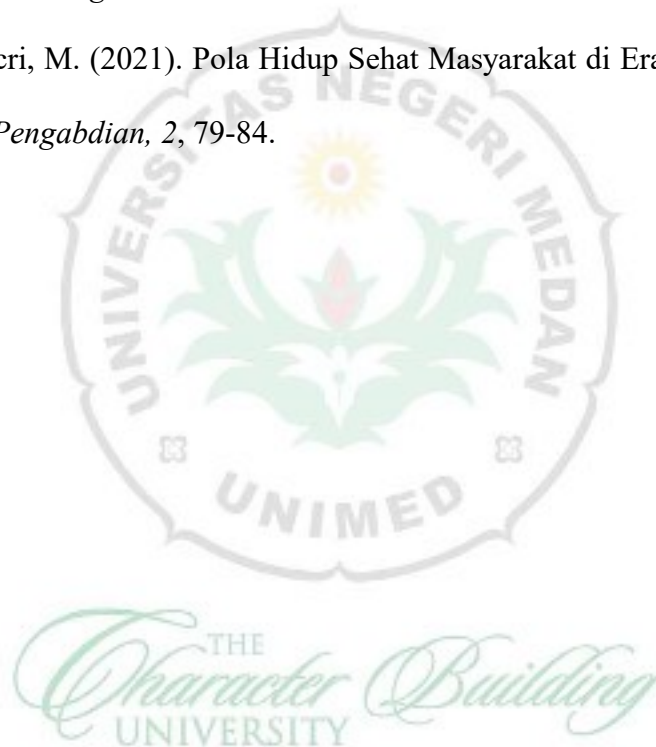 cri, M. (2021). Pola Hidup Sehat Masyarakat di Era
Pengabdian, 2, 79-84.
UNIVERSITAS NEGERI MEDAN
UNIMED
THE
Character Building
UNIVERSITY